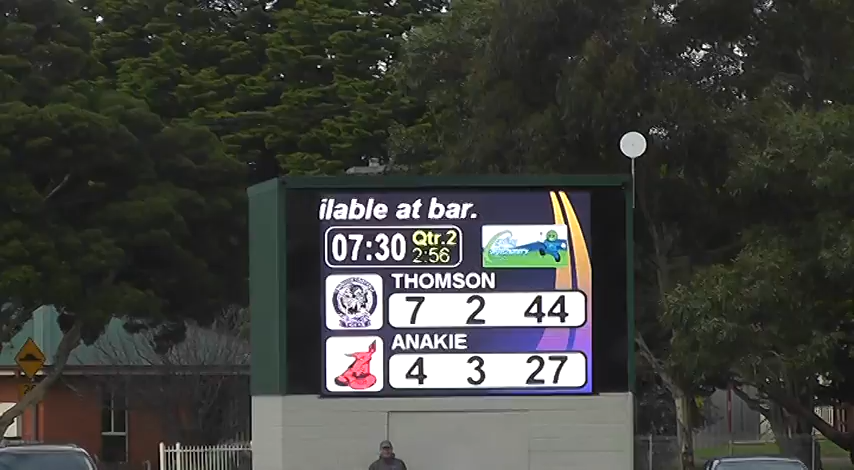 ilable at bar.
07:30 Qtr.2
2:56
THOMSON
7 2 44
ANAKIE
4 3 27